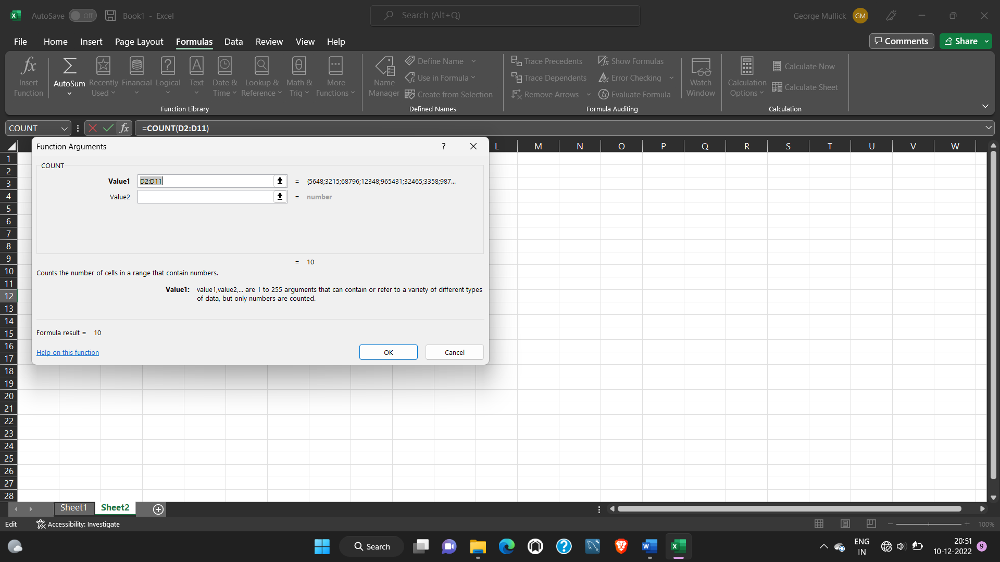 AutoSave Off Book1 - Excel Search (Alt+Q) George Mullick GM
File Home Insert Page Layout Formulas Data Review View Help Comments Share
Insert Function
AutoSum
Recently Used
Financial
Logical
Text
Date & Time
Lookup & Reference
Math & Trig
More Functions
Function Library
Name Manager
Define Name
Use in Formula
Create from Selection
Defined Names
Trace Precedents
Trace Dependents
Remove Arrows
Show Formulas
Error Checking
Evaluate Formula
Formula Auditing
Watch Window
Calculation Options
Calculate Now
Calculate Sheet
Calculation
COUNT fx =COUNT(D2:D11)
L M N O P Q R S T U V W
1
2
3
4
5
6
7
8
9
10
11
12
13
14
15
16
17
18
19
20
21
22
23
24
25
26
27
28
Function Arguments ?
COUNT
Value1 D2:D11 = {5648;3215;68796;12348;965431;32465;3358;987...
Value2 = number
= 10
Counts the number of cells in a range that contain numbers.
Value1: value1,value2,... are 1 to 255 arguments that can contain or refer to a variety of different types
of data, but only numbers are counted.
Formula result = 10
Help on this function OK Cancel
Sheet1 Sheet2
Edit Accessibility: Investigate 100%
Search
ENG
IN
20:51
10-12-2022
9